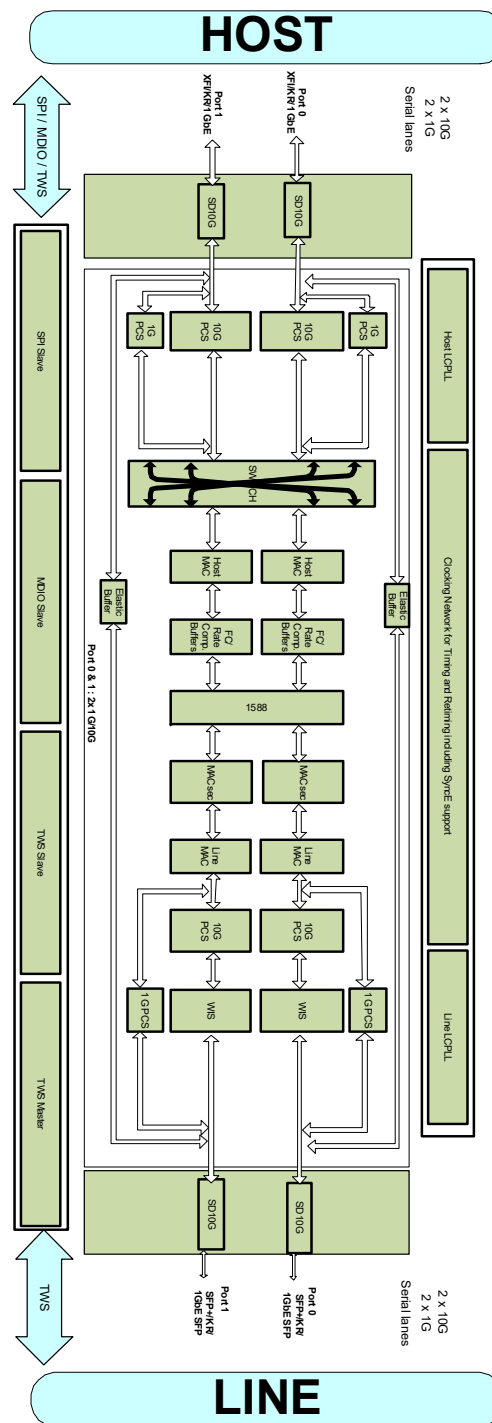 HOST
Port 1
XFI/KR/1 GbE
Port 0
XFI/KR/1 GbE
2 x 10G
2 x 1G
Serial lanes
SPI / MDIO / TWS
SD10G
SD10G
SPI Slave
MDIO Slave
TWS Slave
TWS Master
1G
PCS
10G
PCS
10G
PCS
1G
PCS
SWITCH
Host
MAC
Host
MAC
Elastic
Buffer
Elastic
Buffer
FC/
Rate
Comp.
Buffers
FC/
Rate
Comp.
Buffers
Port 0 & 1 : 2x 1G/10G
1588
MACsec
MACsec
Line
MAC
Line
MAC
10G
PCS
10G
PCS
1G PCS
WIS
WIS
1G PCS
Host LCPLL
Clocking Network for Timing and Retiming including SyncE support
Line LCPLL
SD10G
SD10G
TWS
Port 1
SFP+/KR/
1GbE SFP
Port 0
SFP+/KR/
1GbE SFP
2 x 10G
2 x 1G
Serial lanes
LINE